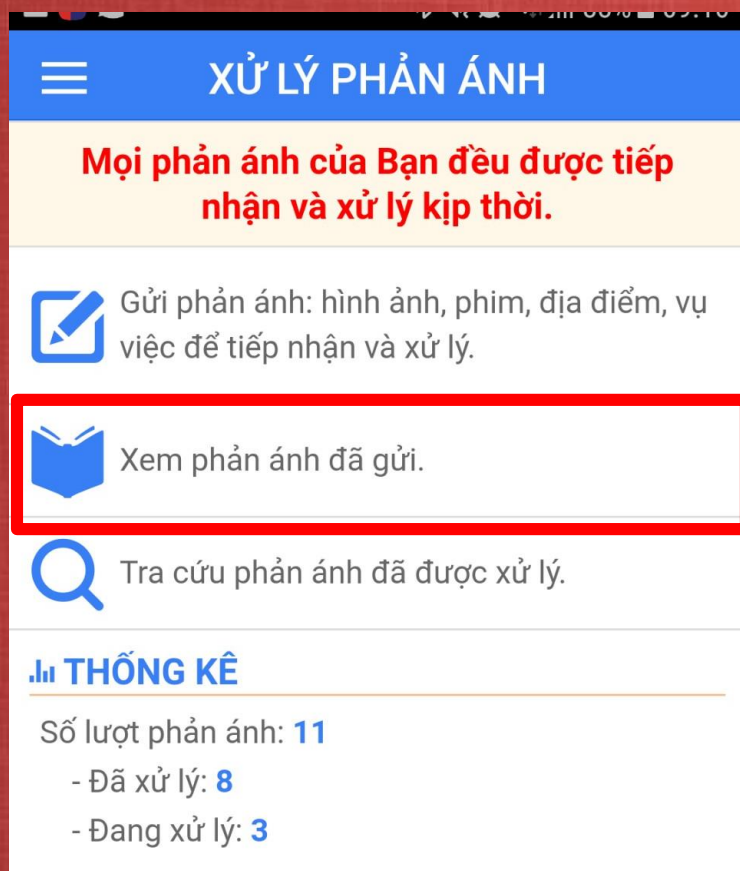 XỬ LÝ PHẢN ÁNH
Mọi phản ánh của Bạn đều được tiếp
nhận và xử lý kịp thời.
Gửi phản ánh: hình ảnh, phim, địa điểm, vụ
việc để tiếp nhận và xử lý.
Xem phản ánh đã gửi.
Tra cứu phản ánh đã được xử lý.
THỐNG KÊ
Số lượt phản ánh: 11
- Đã xử lý: 8
- Đang xử lý: 3